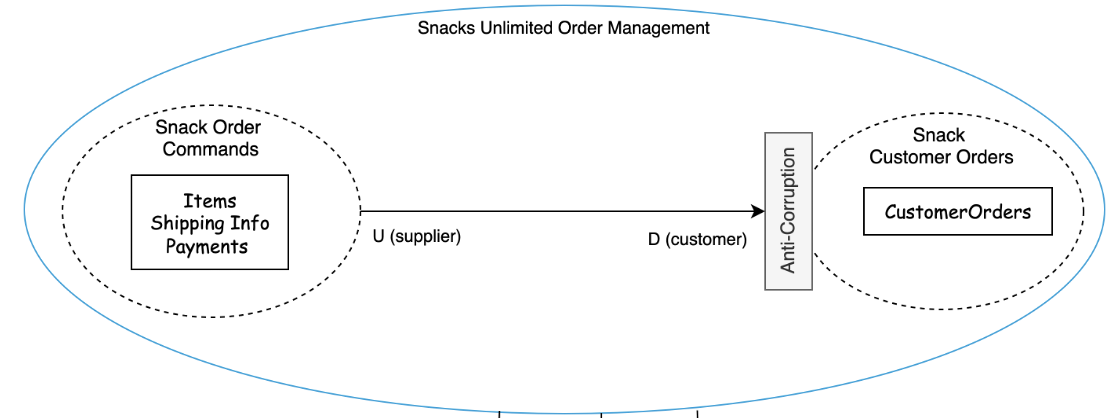 Snacks Unlimited Order Management
Snack Order
Commands
Items
Shipping Info
Payments
U (supplier)
D (customer)
Anti-Corruption
Snack
Customer Orders
CustomerOrders